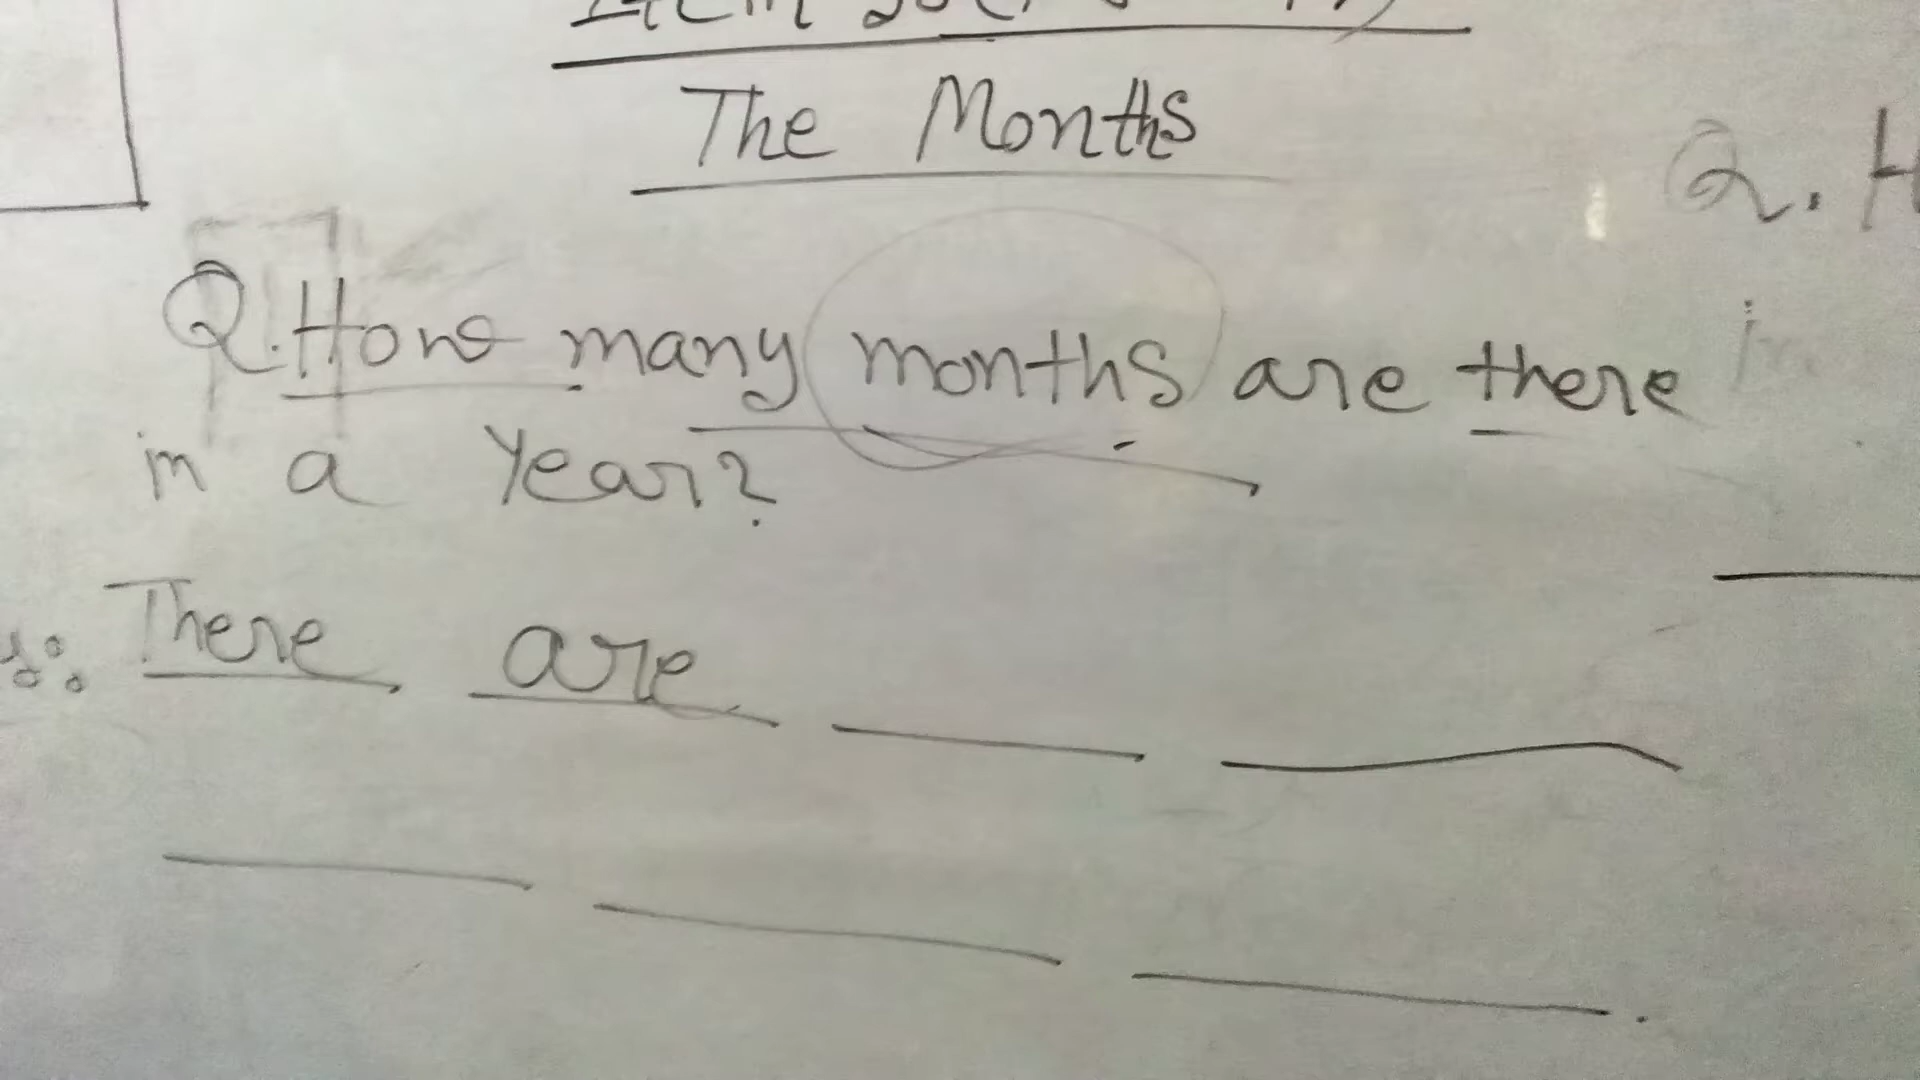 The Months
Q. H
Q. How many months are there
in a Year?
There are